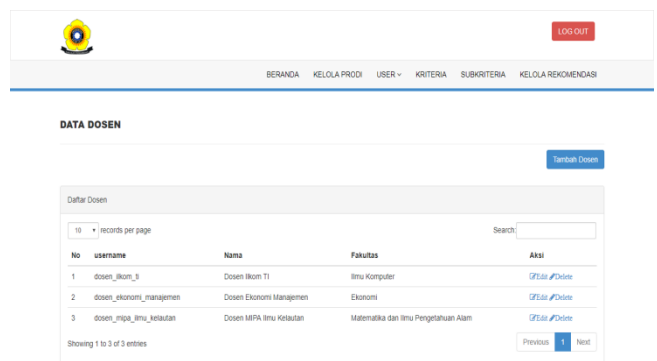 LOG OUT
BERANDA KELOLA PRODI USER KRITERIA SUBKRITERIA KELOLA REKOMENDASI
DATA DOSEN
Tambah Dosen
Daftar Dosen
10 records per page Search:
No username Nama Fakultas Aksi
1 dosen_ilkom_ti Dosen Ilkom TI Ilmu Komputer Edit Delete
2 dosen_ekonomi_manajemen Dosen Ekonomi Manajemen Ekonomi Edit Delete
3 dosen_mipa_ilmu_kelautan Dosen MIPA Ilmu Kelautan Matematika dan Ilmu Pengetahuan Alam Edit Delete
Showing 1 to 3 of 3 entries Previous 1 Next